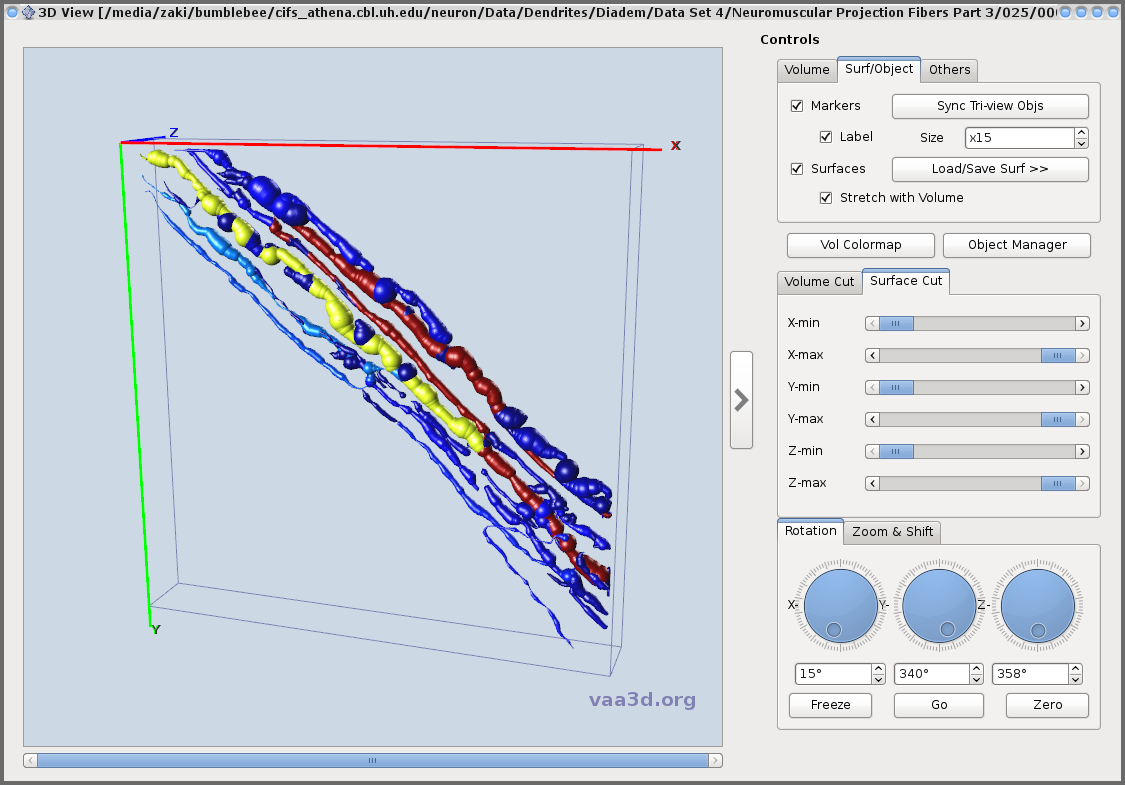 3D View [/media/zaki/bumblebee/cifs_athena.cbl.uh.edu/neuron/Data/Dendrites/Diadem/Data Set 4/Neuromuscular Projection Fibers Part 3/025/00
Controls
Volume Surf/Object Others
Markers Sync Tri-view Objs
Label Size x15
Surfaces Load/Save Surf >>
Stretch with Volume
Vol Colormap Object Manager
Volume Cut Surface Cut
X-min
X-max
Y-min
Y-max
Z-min
Z-max
Rotation Zoom & Shift
X- Y- Z-
15° 340° 358°
Freeze Go Zero
Z
X
Y
vaa3d.org